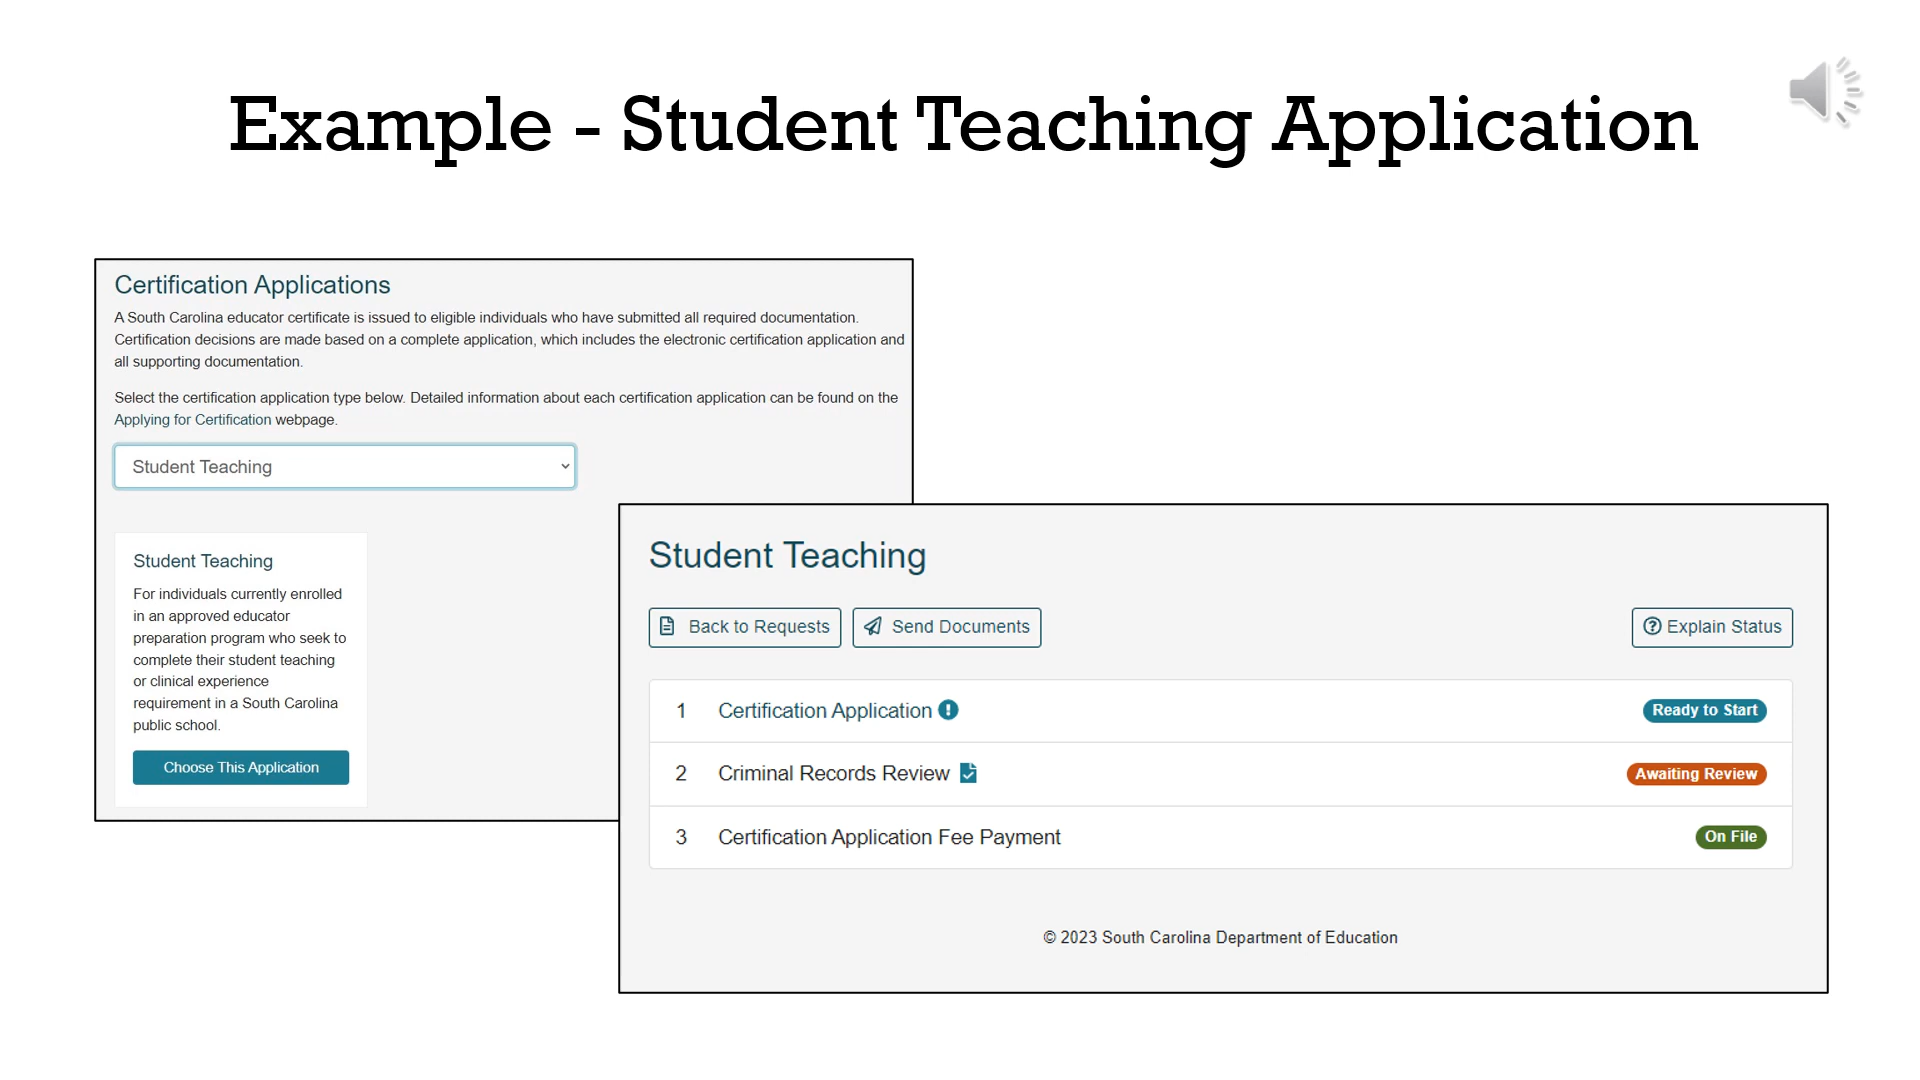 Example - Student Teaching Application
Certification Applications
A South Carolina educator certificate is issued to eligible individuals who have submitted all required documentation.
Certification decisions are made based on a complete application, which includes the electronic certification application and
all supporting documentation.
Select the certification application type below. Detailed information about each certification application can be found on the
Applying for Certification webpage.
Student Teaching
Student Teaching
For individuals currently enrolled
in an approved educator
preparation program who seek to
complete their student teaching
or clinical experience
requirement in a South Carolina
public school.
Choose This Application
Student Teaching
Back to Requests
Send Documents
Explain Status
1 Certification Application Ready to Start
2 Criminal Records Review Awaiting Review
3 Certification Application Fee Payment On File
© 2023 South Carolina Department of Education